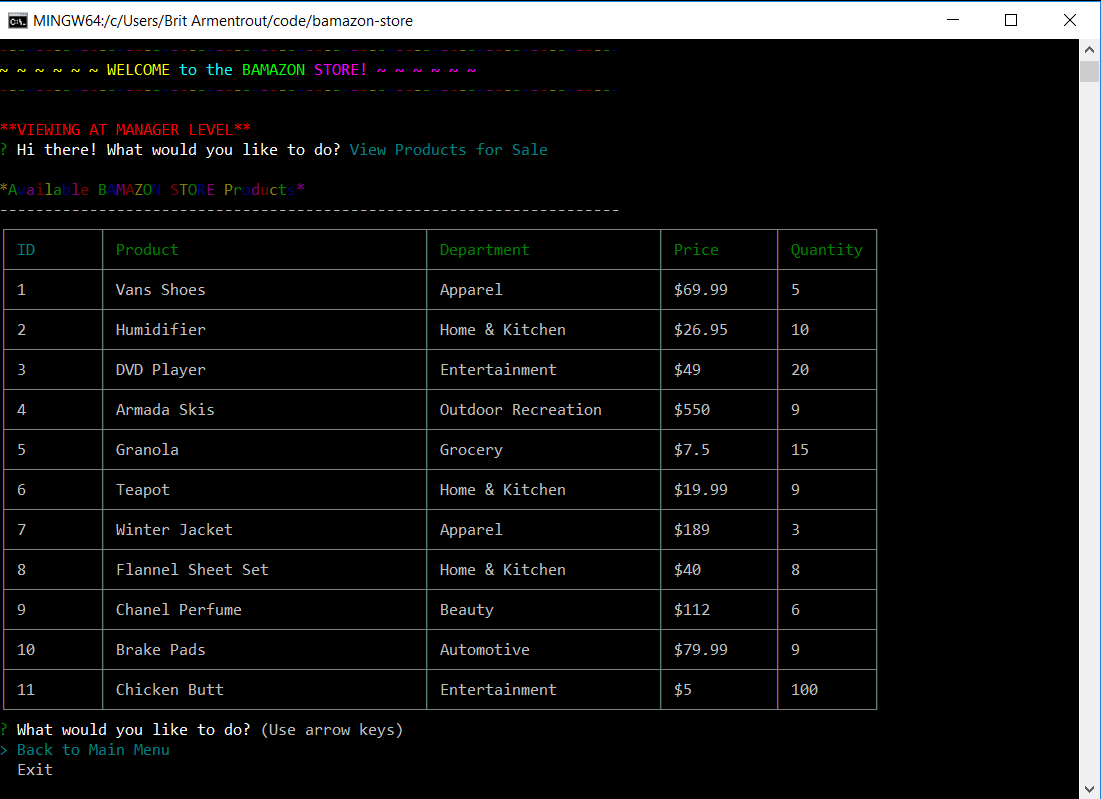 MINGW64:/c/Users/Brit Armentrout/code/bamazon-store
--------------------------------------------------------------------- 
~ ~ ~ ~ ~ ~ WELCOME to the BAMAZON STORE! ~ ~ ~ ~ ~ ~
---------------------------------------------------------------------
**VIEWING AT MANAGER LEVEL**
? Hi there! What would you like to do? View Products for Sale
*Available BAMAZON STORE Products*
---------------------------------------------------------------------
ID Product Department Price Quantity
1 Vans Shoes Apparel $69.99 5
2 Humidifier Home & Kitchen $26.95 10
3 DVD Player Entertainment $49 20
4 Armada Skis Outdoor Recreation $550 9
5 Granola Grocery $7.5 15
6 Teapot Home & Kitchen $19.99 9
7 Winter Jacket Apparel $189 3
8 Flannel Sheet Set Home & Kitchen $40 8
9 Chanel Perfume Beauty $112 6
10 Brake Pads Automotive $79.99 9
11 Chicken Butt Entertainment $5 100
? What would you like to do? (Use arrow keys)
> Back to Main Menu
Exit